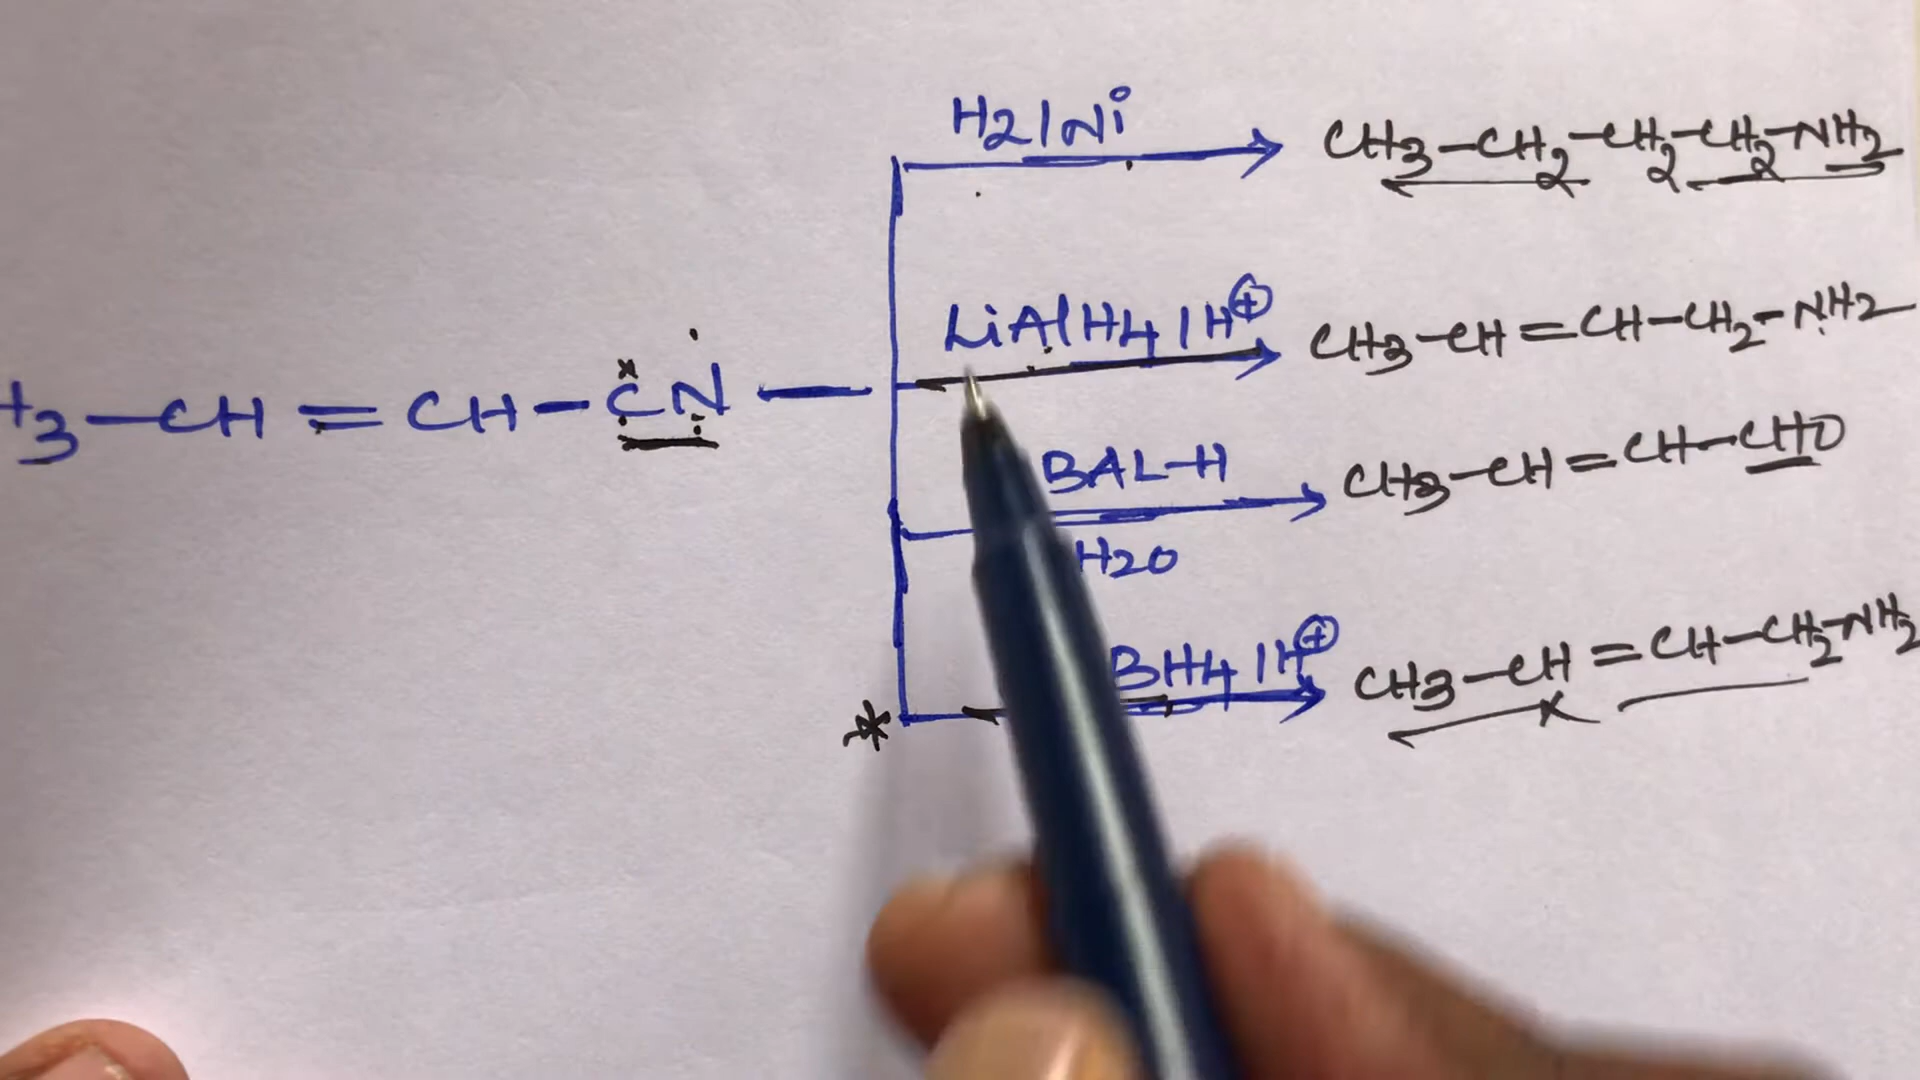 H2/Ni
CH3-CH2-CH2-CH2-NH2
LiAlH4/H⊕
CH3-CH=CH-CH2-NH2
H3-CH=CH-CN
BAL-H
H2O
CH3-CH=CH-CHO
BH4/H⊕
CH3-CH=CH-CH2-NH2
*